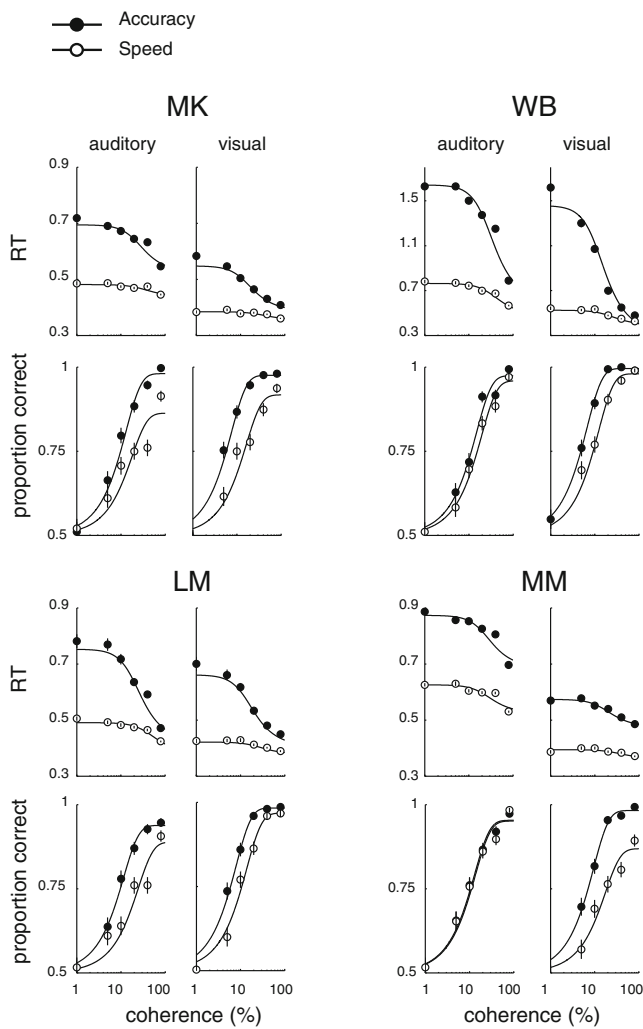 Accuracy
Speed
MK
WB
auditory visual
auditory visual
0.9
0.7
0.5
0.3
RT
1.5
1.1
0.7
0.3
1
0.75
0.5
proportion correct
1
0.75
0.5
LM
MM
0.9
0.7
0.5
0.3
RT
0.9
0.7
0.5
0.3
1
0.75
0.5
proportion correct
1
0.75
0.5
1 10 100 1 10 100
1 10 100 1 10 100
coherence (%)
coherence (%)